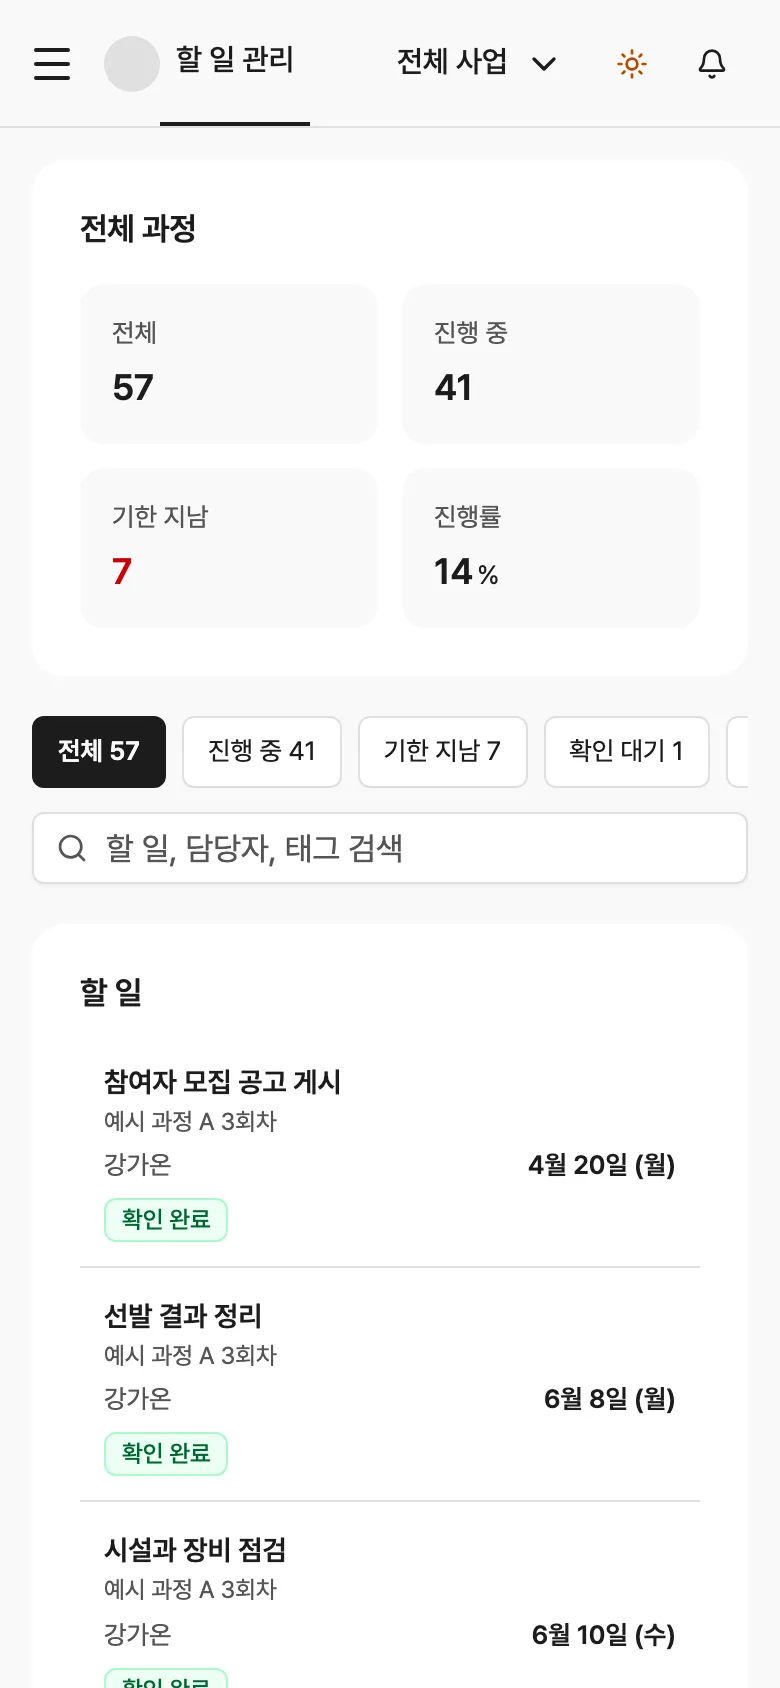 할 일 관리
전체 사업
전체 과정
전체
57
진행 중
41
기한 지남
7
진행률
14%
전체 57
진행 중 41
기한 지남 7
확인 대기 1
할 일, 담당자, 태그 검색
할 일
참여자 모집 공고 게시
예시 과정 A 3회차
강가온
4월 20일 (월)
확인 완료
선발 결과 정리
예시 과정 A 3회차
강가온
6월 8일 (월)
확인 완료
시설과 장비 점검
예시 과정 A 3회차
강가온
6월 10일 (수)
확인 완료